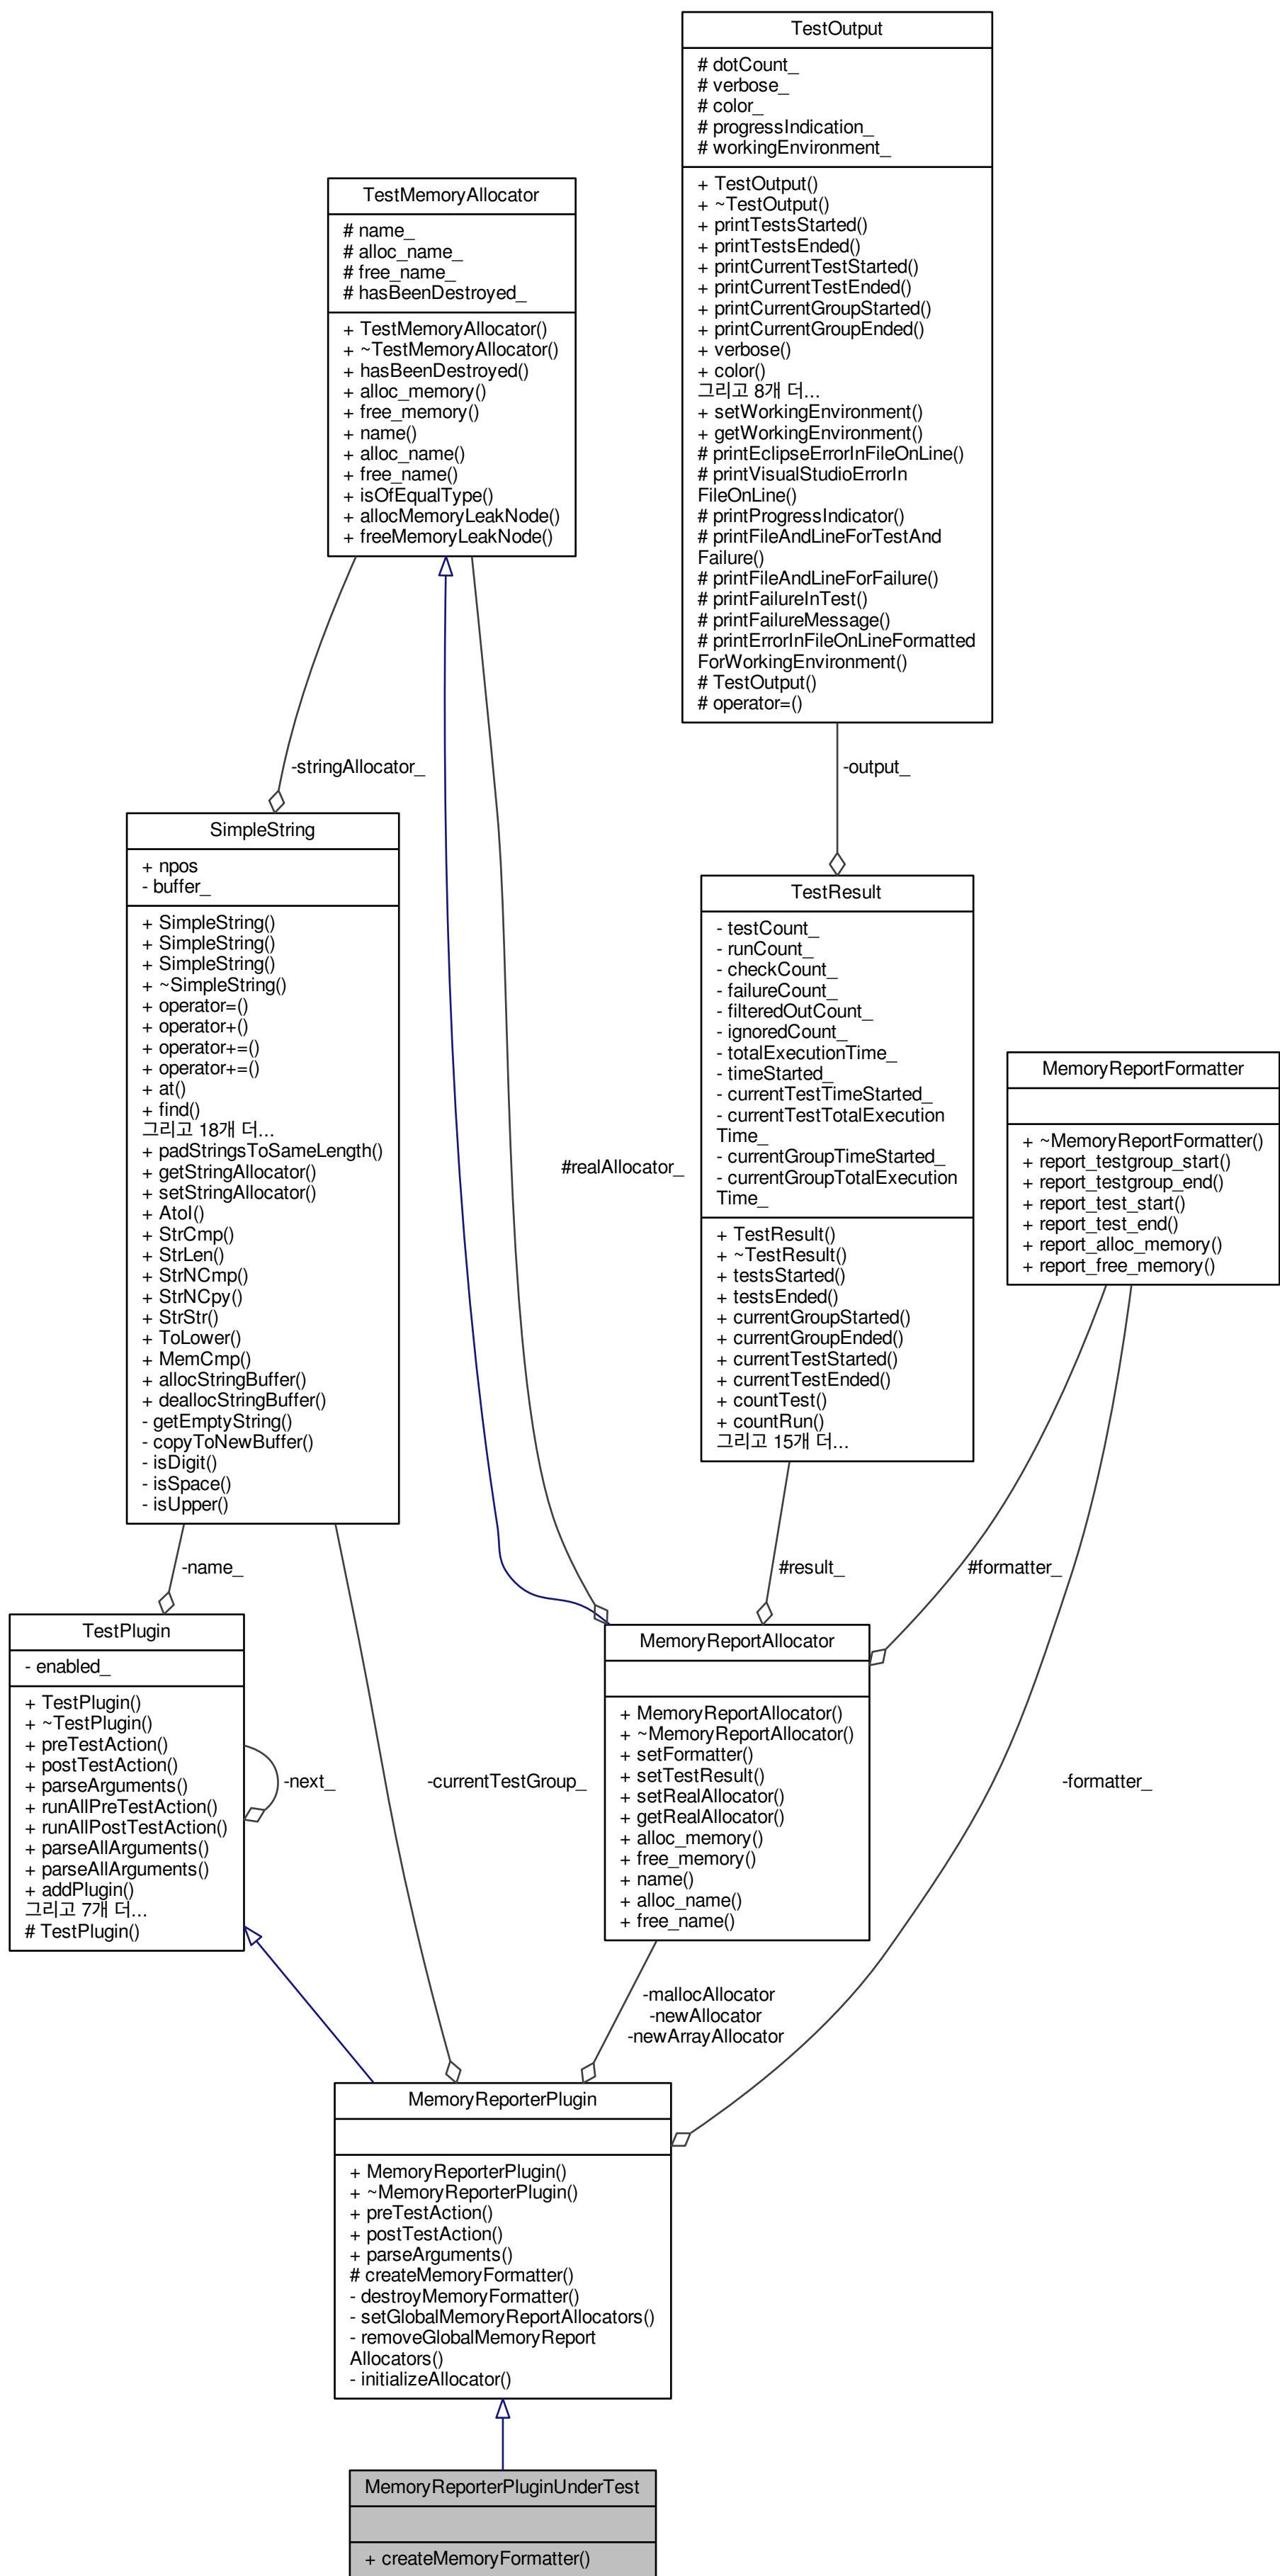 TestOutput
# dotCount_
# verbose_
# color_
# progressIndication_
# workingEnvironment_
+ TestOutput()
+ ~TestOutput()
+ printTestsStarted()
+ printTestsEnded()
+ printCurrentTestStarted()
+ printCurrentTestEnded()
+ printCurrentGroupStarted()
+ printCurrentGroupEnded()
+ verbose()
+ color()
그리고 8개 더...
+ setWorkingEnvironment()
+ getWorkingEnvironment()
# printEclipseErrorInFileOnLine()
# printVisualStudioErrorIn
FileOnLine()
# printProgressIndicator()
# printFileAndLineForTestAnd
Failure()
# printFileAndLineForFailure()
# printFailureInTest()
# printFailureMessage()
# printErrorInFileOnLineFormatted
ForWorkingEnvironment()
# TestOutput()
# operator=()
TestMemoryAllocator
# name_
# alloc_name_
# free_name_
# hasBeenDestroyed_
+ TestMemoryAllocator()
+ ~TestMemoryAllocator()
+ hasBeenDestroyed()
+ alloc_memory()
+ free_memory()
+ name()
+ alloc_name()
+ free_name()
+ isOfEqualType()
+ allocMemoryLeakNode()
+ freeMemoryLeakNode()
-stringAllocator_
-output_
SimpleString
+ npos
- buffer_
+ SimpleString()
+ SimpleString()
+ SimpleString()
+ ~SimpleString()
+ operator=()
+ operator+()
+ operator+=()
+ operator+=()
+ at()
+ find()
그리고 18개 더...
+ padStringsToSameLength()
+ getStringAllocator()
+ setStringAllocator()
+ AtoI()
+ StrCmp()
+ StrLen()
+ StrNCmp()
+ StrNCpy()
+ StrStr()
+ ToLower()
+ MemCmp()
+ allocStringBuffer()
+ deallocStringBuffer()
- getEmptyString()
- copyToNewBuffer()
- isDigit()
- isSpace()
- isUpper()
#realAllocator_
TestResult
- testCount_
- runCount_
- checkCount_
- failureCount_
- filteredOutCount_
- ignoredCount_
- totalExecutionTime_
- timeStarted_
- currentTestTimeStarted_
- currentTestTotalExecution
Time_
- currentGroupTimeStarted_
- currentGroupTotalExecution
Time_
+ TestResult()
+ ~TestResult()
+ testsStarted()
+ testsEnded()
+ currentGroupStarted()
+ currentGroupEnded()
+ currentTestStarted()
+ currentTestEnded()
+ countTest()
+ countRun()
그리고 15개 더...
MemoryReportFormatter
+ ~MemoryReportFormatter()
+ report_testgroup_start()
+ report_testgroup_end()
+ report_test_start()
+ report_test_end()
+ report_alloc_memory()
+ report_free_memory()
-name_
#result_
#formatter_
TestPlugin
- enabled_
+ TestPlugin()
+ ~TestPlugin()
+ preTestAction()
+ postTestAction()
+ parseArguments()
+ runAllPreTestAction()
+ runAllPostTestAction()
+ parseAllArguments()
+ parseAllArguments()
+ addPlugin()
그리고 7개 더...
# TestPlugin()
-next_
-currentTestGroup_
MemoryReportAllocator
+ MemoryReportAllocator()
+ ~MemoryReportAllocator()
+ setFormatter()
+ setTestResult()
+ setRealAllocator()
+ getRealAllocator()
+ alloc_memory()
+ free_memory()
+ name()
+ alloc_name()
+ free_name()
-formatter_
-mallocAllocator
-newAllocator
-newArrayAllocator
MemoryReporterPlugin
+ MemoryReporterPlugin()
+ ~MemoryReporterPlugin()
+ preTestAction()
+ postTestAction()
+ parseArguments()
# createMemoryFormatter()
- destroyMemoryFormatter()
- setGlobalMemoryReportAllocators()
- removeGlobalMemoryReport
Allocators()
- initializeAllocator()
MemoryReporterPluginUnderTest
+ createMemoryFormatter()